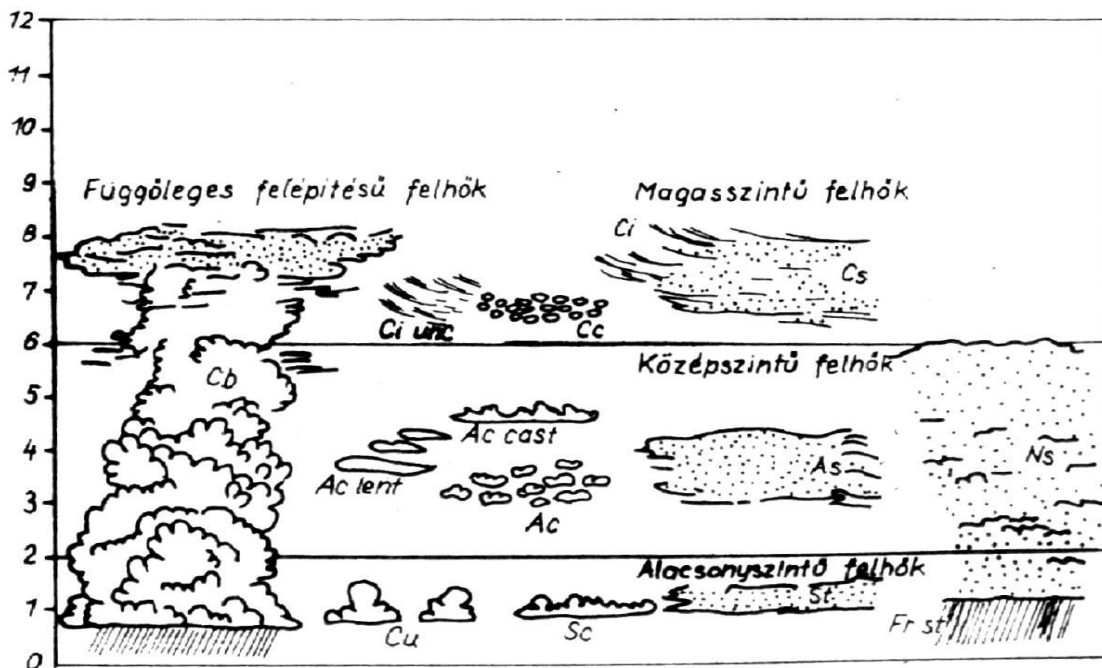 12
11
10
9
8
7
6
5
4
3
2
1
0
Függőleges felépítésű felhők
Magasszintű felhők
Ci
Cs
Ci unc
Cc
Középszintű felhők
Cb
Ac cast
Ac lent
Ac
As
Ns
Alacsonyszintű felhők
St
Cu
Sc
Fr st